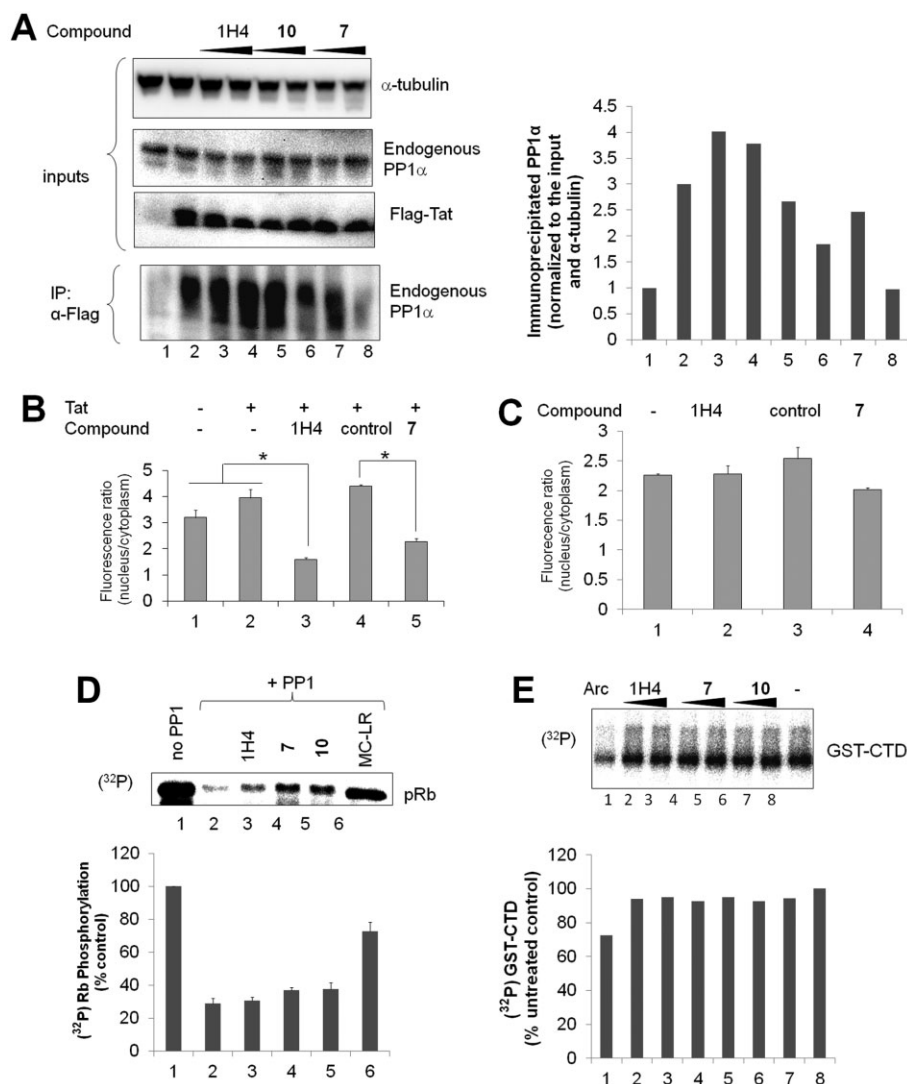 A
Compound 1H4 10 7
α-tubulin
Endogenous
PP1α
Flag-Tat
inputs
IP:
α-Flag
Endogenous
PP1α
1 2 3 4 5 6 7 8
Immunoprecipitated PP1α
(normalized to the input
and α-tubulin)
4.5
4
3.5
3
2.5
2
1.5
1
0.5
0
1 2 3 4 5 6 7 8
B
Tat - + + + +
Compound - - 1H4 control 7
* *
Fluorescence ratio
(nucleus/cytoplasm)
5
4
3
2
1
0
1 2 3 4 5
C
Compound - 1H4 control 7
Fluorecence ratio
(nucleus/cytoplasm)
3
2.5
2
1.5
1
0.5
0
1 2 3 4
D
+ PP1
no PP1 1H4 7 10 MC-LR
(32P)
pRb
1 2 3 4 5 6
(32P) Rb Phosphorylation
(% control)
120
100
80
60
40
20
0
1 2 3 4 5 6
E
Arc 1H4 7 10 -
(32P)
GST-CTD
1 2 3 4 5 6 7 8
(32P) GST-CTD
(% untreated control)
120
100
80
60
40
20
0
1 2 3 4 5 6 7 8